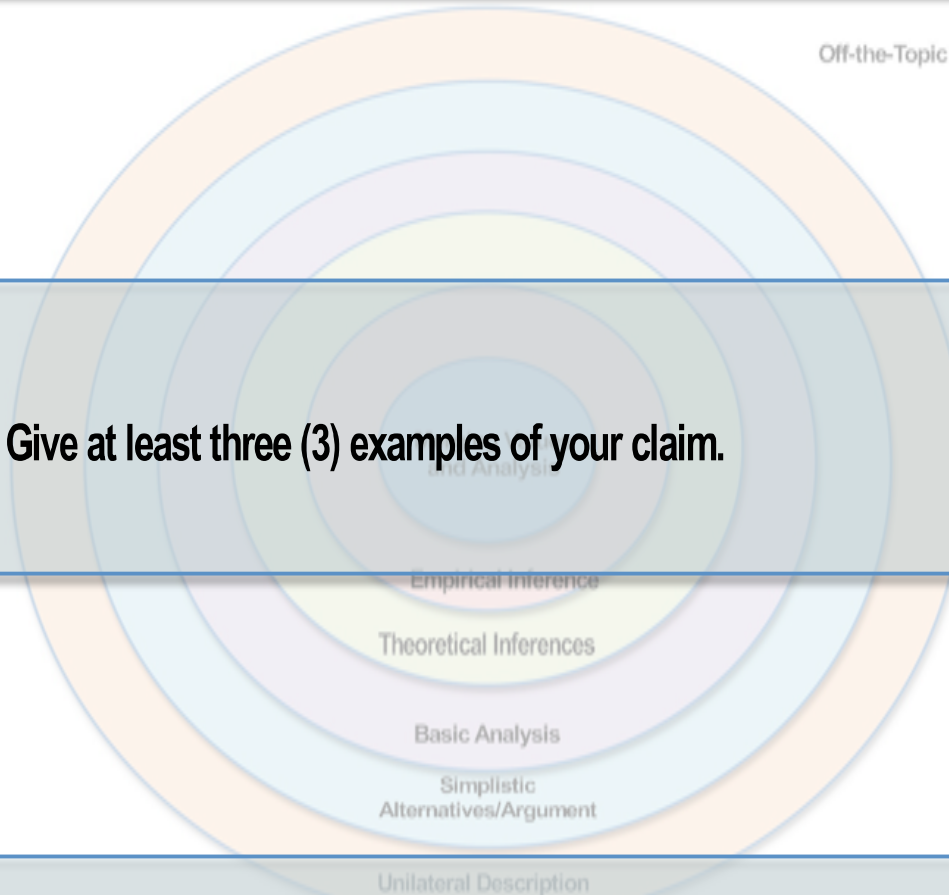 Off-the-Topic
Give at least three (3) examples of your claim.
and Analysis
Empirical Inference
Theoretical Inferences
Basic Analysis
Simplistic
Alternatives/Argument
Unilateral Description